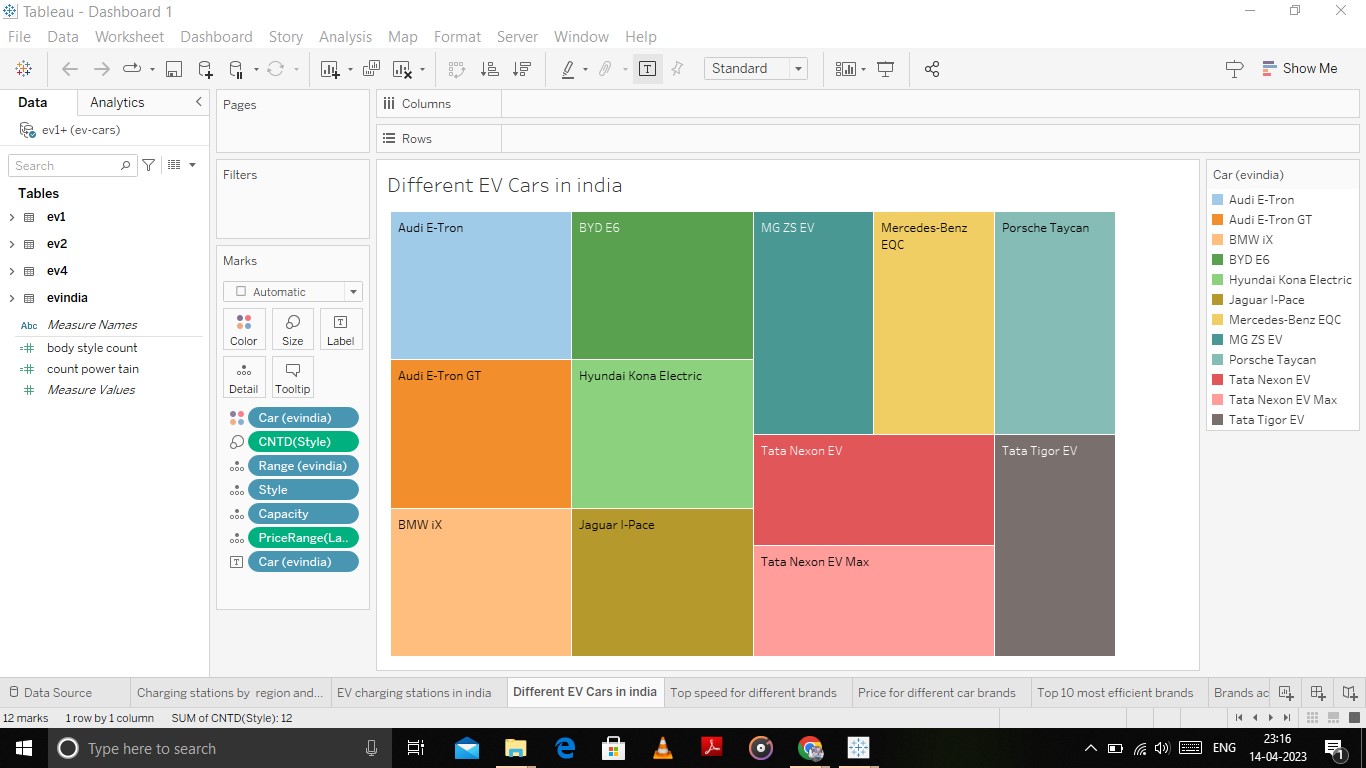 Tableau - Dashboard 1
File Data Worksheet Dashboard Story Analysis Map Format Server Window Help
Standard
Show Me
Data Analytics
ev1+ (ev-cars)
Search
Tables
ev1
ev2
ev4
evindia
Abc Measure Names
body style count
count power tain
Measure Values
Pages
Filters
Marks
Automatic
Color Size Label
Detail Tooltip
Car (evindia)
CNTD(Style)
Range (evindia)
Style
Capacity
PriceRange(La..
Car (evindia)
Columns
Rows
Different EV Cars in india
Audi E-Tron
Audi E-Tron GT
BMW iX
BYD E6
Hyundai Kona Electric
Jaguar I-Pace
MG ZS EV
Mercedes-Benz
EQC
Porsche Taycan
Tata Nexon EV
Tata Nexon EV Max
Tata Tigor EV
Car (evindia)
Audi E-Tron
Audi E-Tron GT
BMW iX
BYD E6
Hyundai Kona Electric
Jaguar I-Pace
Mercedes-Benz EQC
MG ZS EV
Porsche Taycan
Tata Nexon EV
Tata Nexon EV Max
Tata Tigor EV
Data Source Charging stations by region and... EV charging stations in india Different EV Cars in india Top speed for different brands Price for different car brands Top 10 most efficient brands Brands ac
12 marks 1 row by 1 column SUM of CNTD(Style): 12
Type here to search
ENG
23:16
14-04-2023
1